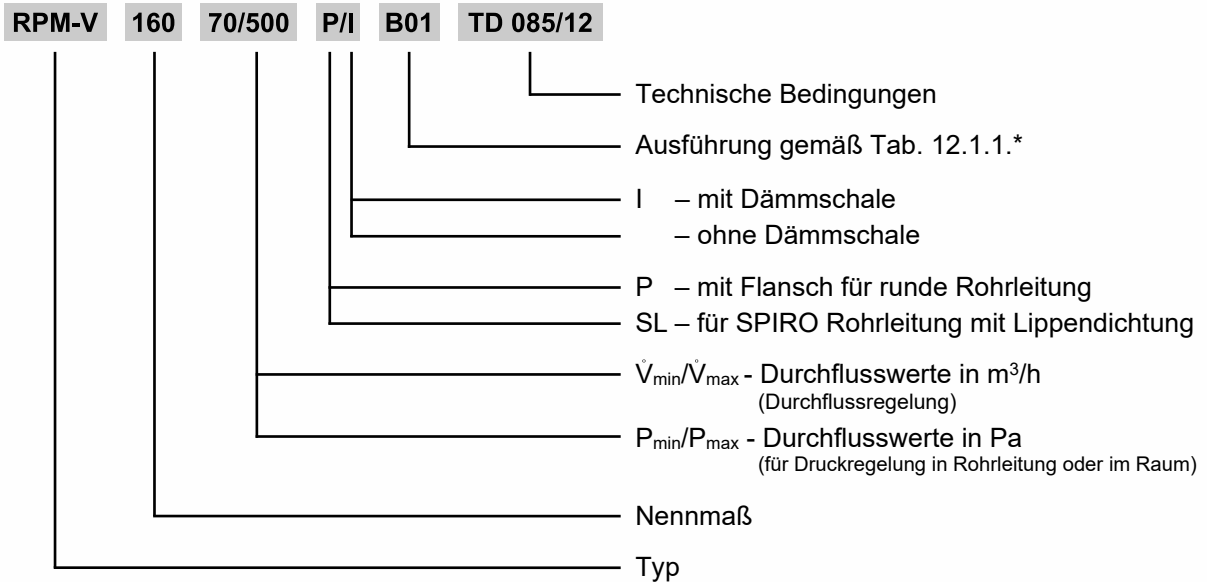 RPM-V 160 70/500 P/I B01 TD 085/12
Technische Bedingungen
Ausführung gemäß Tab. 12.1.1.*
I – mit Dämmschale
– ohne Dämmschale
P – mit Flansch für runde Rohrleitung
SL – für SPIRO Rohrleitung mit Lippendichtung
V̊min/V̊max - Durchflusswerte in m³/h
(Durchflussregelung)
Pmin/Pmax - Durchflusswerte in Pa
(für Druckregelung in Rohrleitung oder im Raum)
Nennmaß
Typ